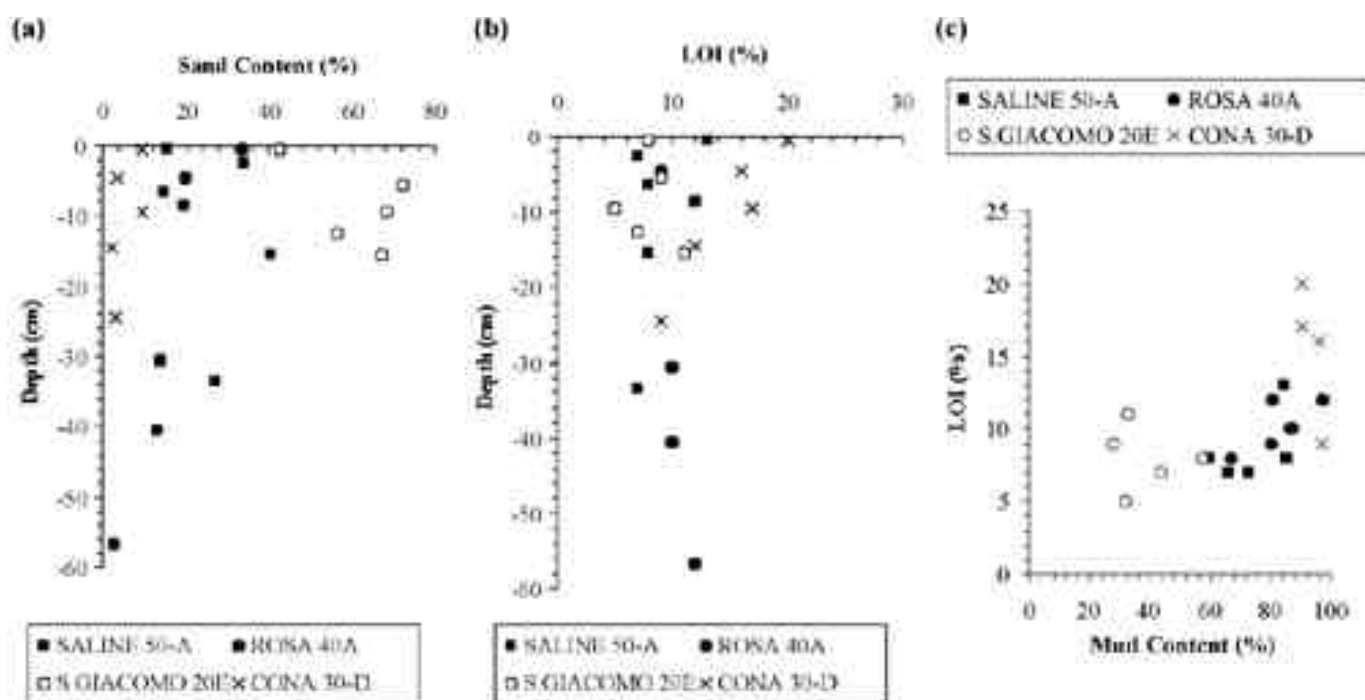 (a)
Sand Content (%)
0 20 40 60 80
0
-10
-20
-30
-40
-50
-60
Depth (cm)
■ SALINE 50-A ● ROSA 40A
□ S GIACOMO 20E × CONA 30-D
(b)
LOI (%)
0 10 20 30
0
-10
-20
-30
-40
-50
-60
Depth (cm)
■ SALINE 50-A ● ROSA 40A
□ S GIACOMO 20E × CONA 30-D
(c)
■ SALINE 50-A ● ROSA 40A
○ S.GIACOMO 20E × CONA 30-D
25
20
15
10
5
0
LOI (%)
0 20 40 60 80 100
Mud Content (%)